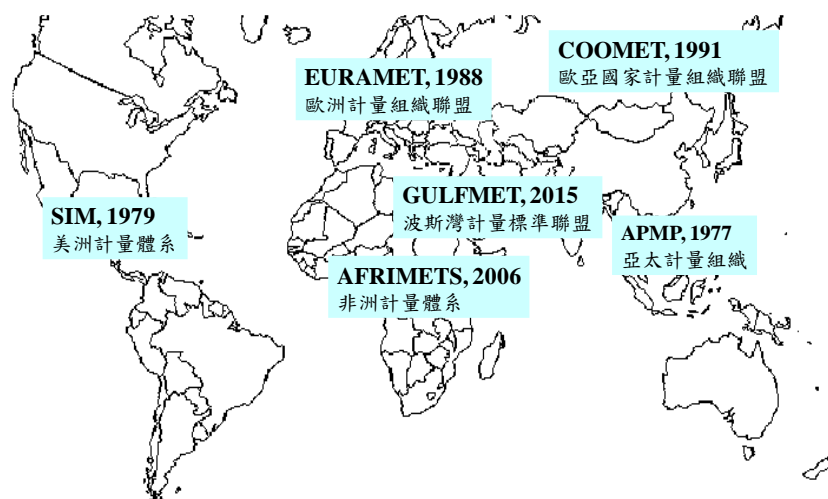 COOMET, 1991
歐亞國家計量組織聯盟
EURAMET, 1988
歐洲計量組織聯盟
GULFMET, 2015
波斯灣計量標準聯盟
SIM, 1979
美洲計量體系
APMP, 1977
亞太計量組織
AFRIMETS, 2006
非洲計量體系